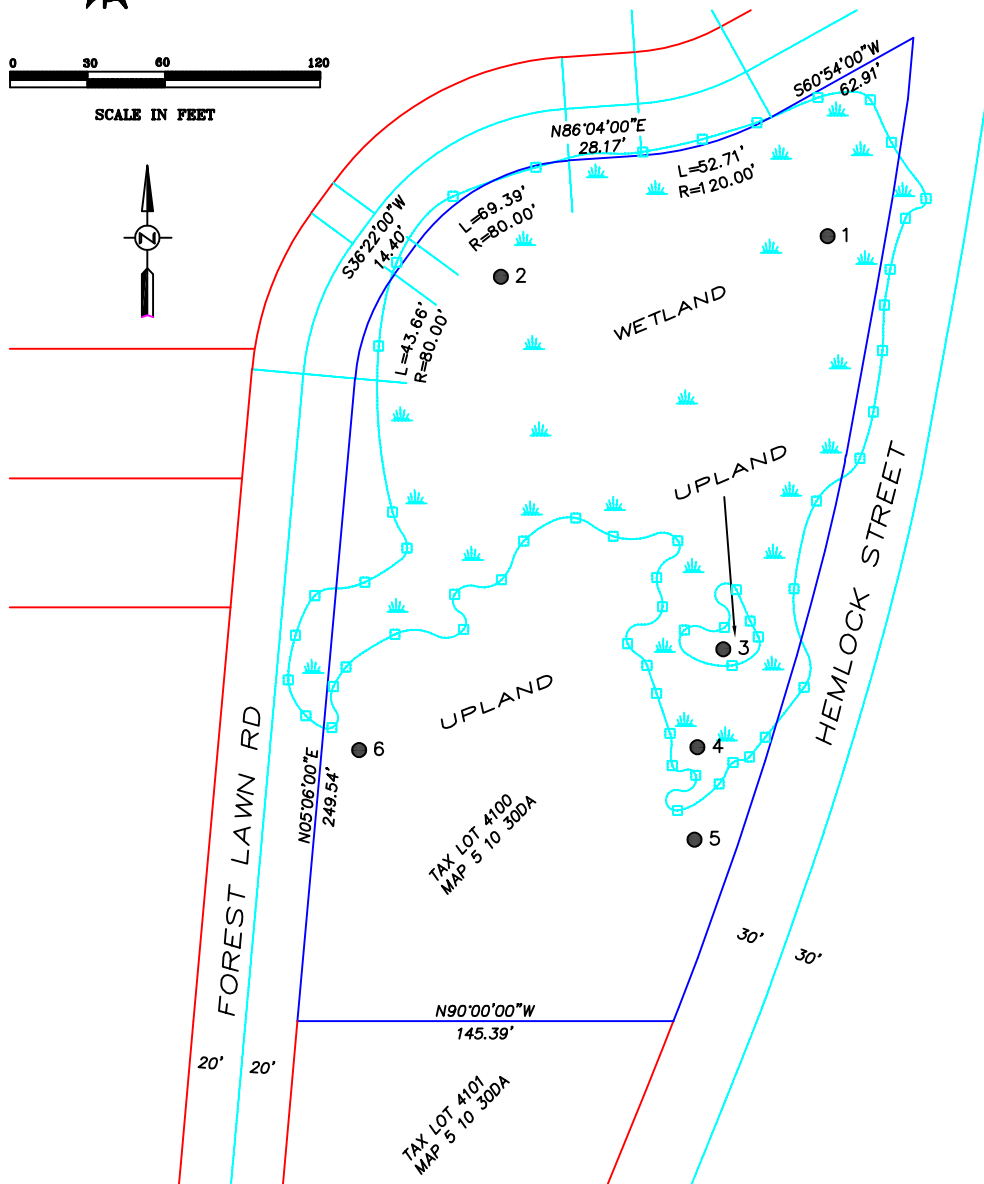 0 30 60 120
SCALE IN FEET
N
S60°54'00"W
62.91'
N86°04'00"E
28.17'
L=52.71'
R=120.00'
L=69.39'
R=80.00'
S36°22'00"W
14.40'
L=43.66'
R=80.00'
1
2
WETLAND
UPLAND
3
HEMLOCK STREET
UPLAND
4
5
6
N05°06'00"E
249.54'
FOREST LAWN RD
TAX LOT 4100
MAP 5 10 30DA
30' 30'
N90°00'00"W
145.39'
20' 20'
TAX LOT 4101
MAP 5 10 30DA